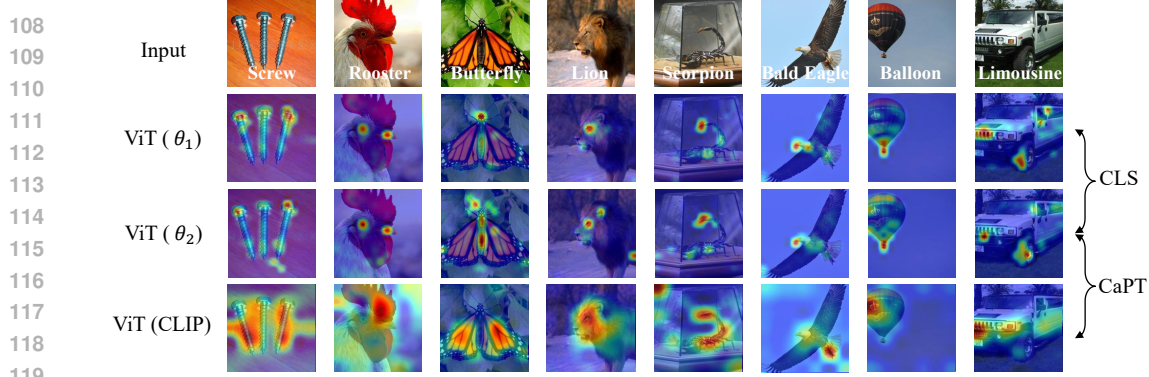 108
109
110
111
112
113
114
115
116
117
118
119
Input
Screw Rooster Butterfly Lion Scorpion Bald Eagle Balloon Limousine
ViT ( θ₁)
ViT ( θ₂)
ViT (CLIP)
CLS
CaPT